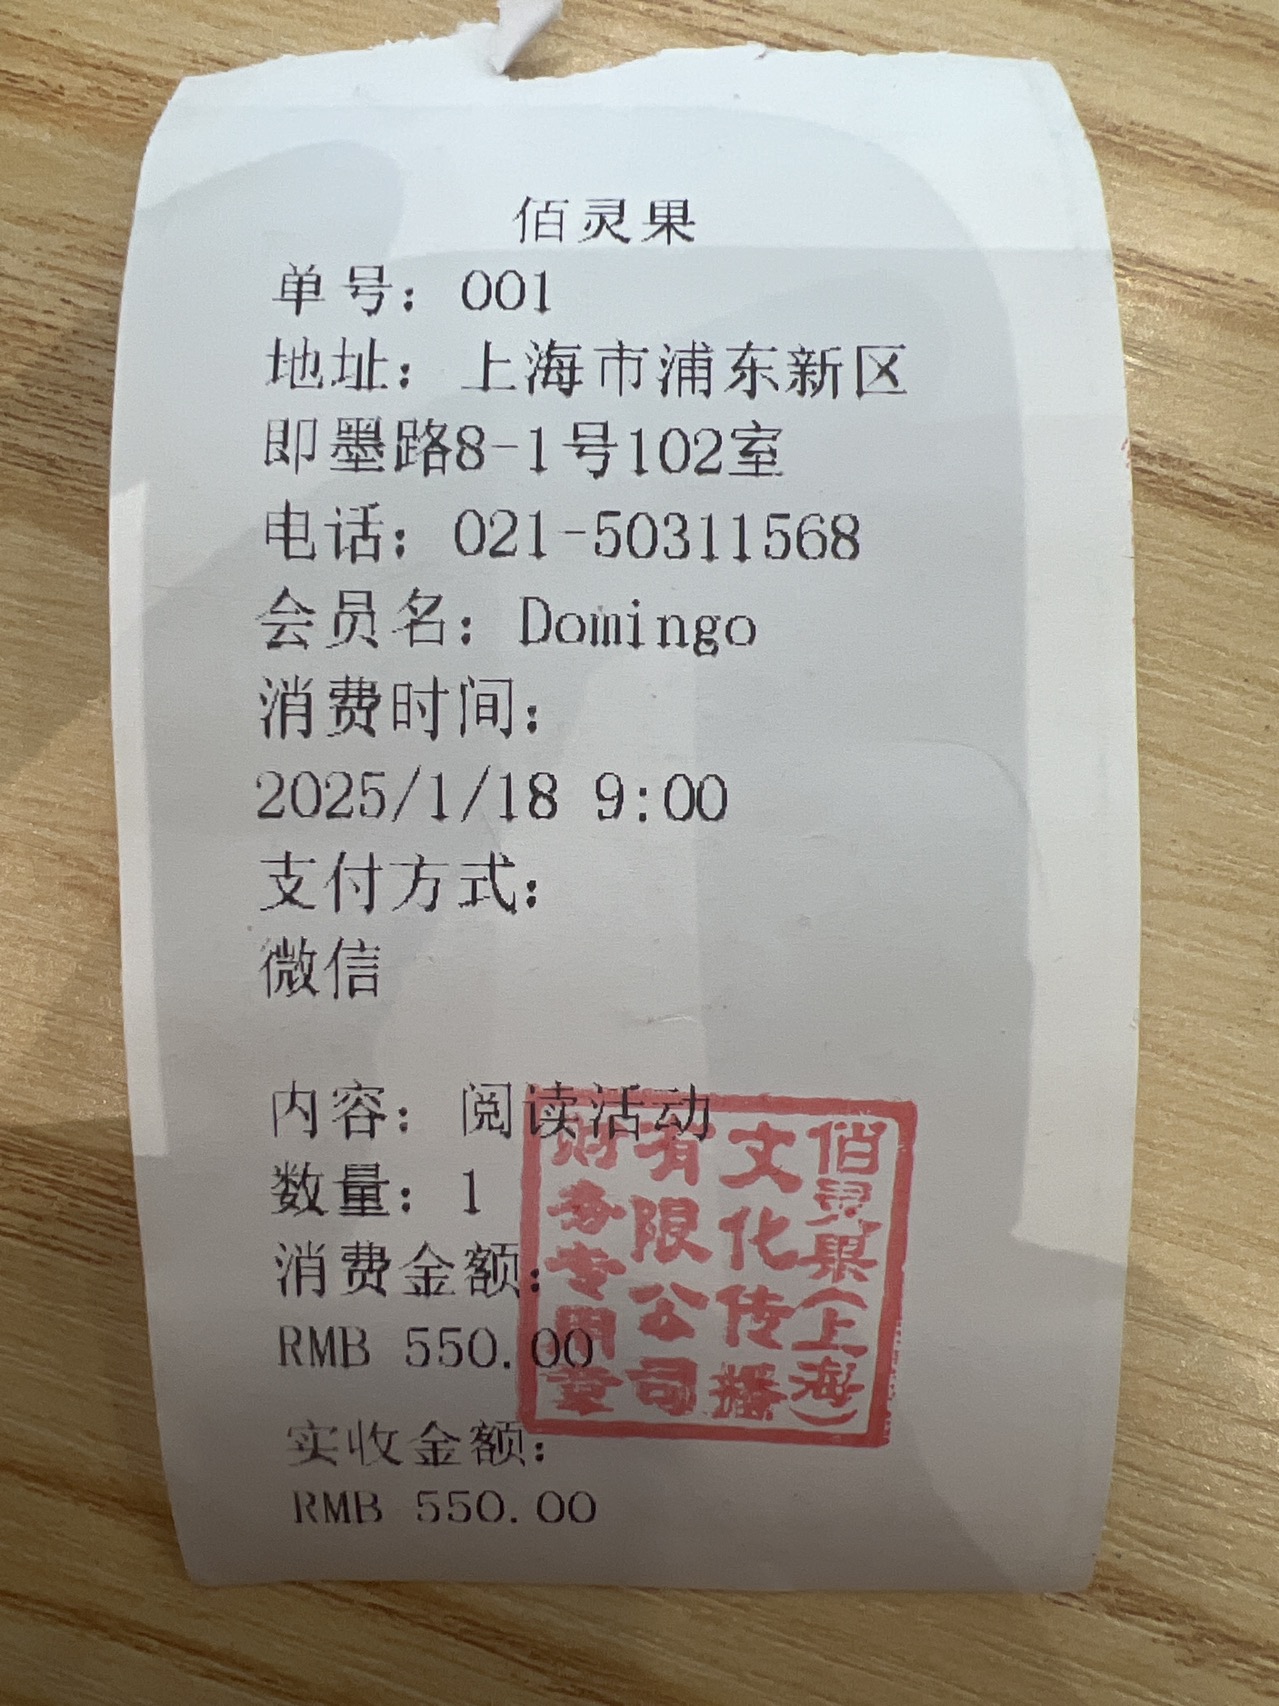 佰灵果
单号：001
地址：上海市浦东新区
即墨路8-1号102室
电话：021-50311568
会员名：Domingo
消费时间：
2025/1/18 9:00
支付方式：
微信
内容：阅读活动
数量：1
消费金额：
RMB 550.00
实收金额：
RMB 550.00
佰灵果（上海）
文化传播
有限公司
财务专用章